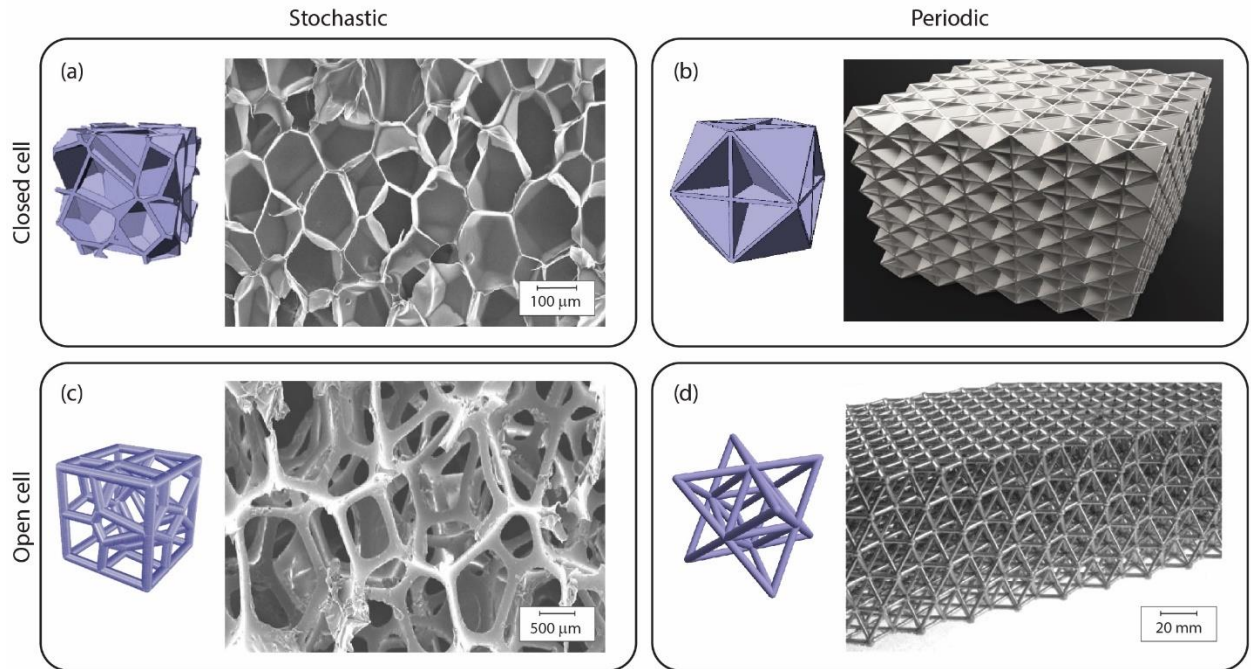 Stochastic
Periodic
Closed cell
(a)
100 μm
(b)
Open cell
(c)
500 μm
(d)
20 mm